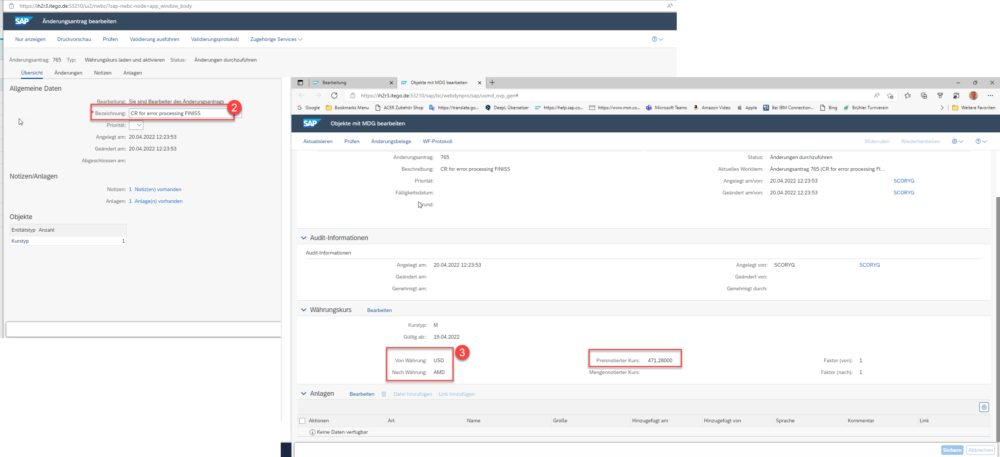 https://ih2r3.itego.de:53210/ui2/nwbc/?sap-nwbc-node=app_window_body
SAP Änderungsantrag bearbeiten
Nur anzeigen Druckvorschau Prüfen Validierung ausführen Validierungsprotokoll Zugehörige Services
Änderungsantrag: 765 Typ: Währungskurs laden und aktivieren Status: Änderungen durchzuführen
Übersicht Änderungen Notizen Anlagen
Allgemeine Daten
Bearbeitung: Sie sind Bearbeiter des Änderungsantrags
* Bezeichnung: CR for error processing FINISS
2
Priorität:
Angelegt am: 20.04.2022 12:23:53
Geändert am: 20.04.2022 12:23:53
Abgeschlossen am:
Notizen/Anlagen
Notizen: 1 Notiz(en) vorhanden
Anlagen: 1 Anlage(n) vorhanden
Objekte
Entitätstyp Anzahl
Kurstyp 1
Bearbeitung Objekte mit MDG bearbeiten
https://ih2r3.itego.de:53210/sap/bc/webdynpro/sap/usmd_ovp_gen#
Google Bookmarks Menu ACER Zubehör Shop https://translate.go... DeepL Übersetzer https://help.sap.co... https://www.msn.co... Microsoft Teams Amazon Video Apple Bei IBM Connection... Bing Brühler Turnverein Weitere Favoriten
SAP Objekte mit MDG bearbeiten
Aktualisieren Prüfen Änderungsbelege WF-Protokoll Widerrufen Wiederherstellen
Änderungsantrag: 765 Status: Änderungen durchzuführen
Beschreibung: CR for error processing FINISS Aktuelles Workitem: Änderungsantrag 765 (CR for error processing FI...
Priorität: Angelegt am/von: 20.04.2022 12:23:53 SCORYG
Fälligkeitsdatum: Geändert am/von: 20.04.2022 12:23:53 SCORYG
rund:
Audit-Informationen
Audit-Informationen
Angelegt am: 20.04.2022 12:23:53 Angelegt von: SCORYG SCORYG
Geändert am: Geändert von:
Genehmigt am: Genehmigt durch:
Währungskurs Bearbeiten
Kurstyp: M
Gültig ab:: 19.04.2022
3
Von Währung: USD Preisnotierter Kurs: 471,28000 Faktor (von): 1
Nach Währung: AMD Mengennotierter Kurs: Faktor (nach): 1
Anlagen Bearbeiten Datei hinzufügen Link hinzufügen
Aktionen Art Name Größe Hinzugefügt am Hinzugefügt von Sprache Kommentar Link
Keine Daten verfügbar
Sichern Abbrechen